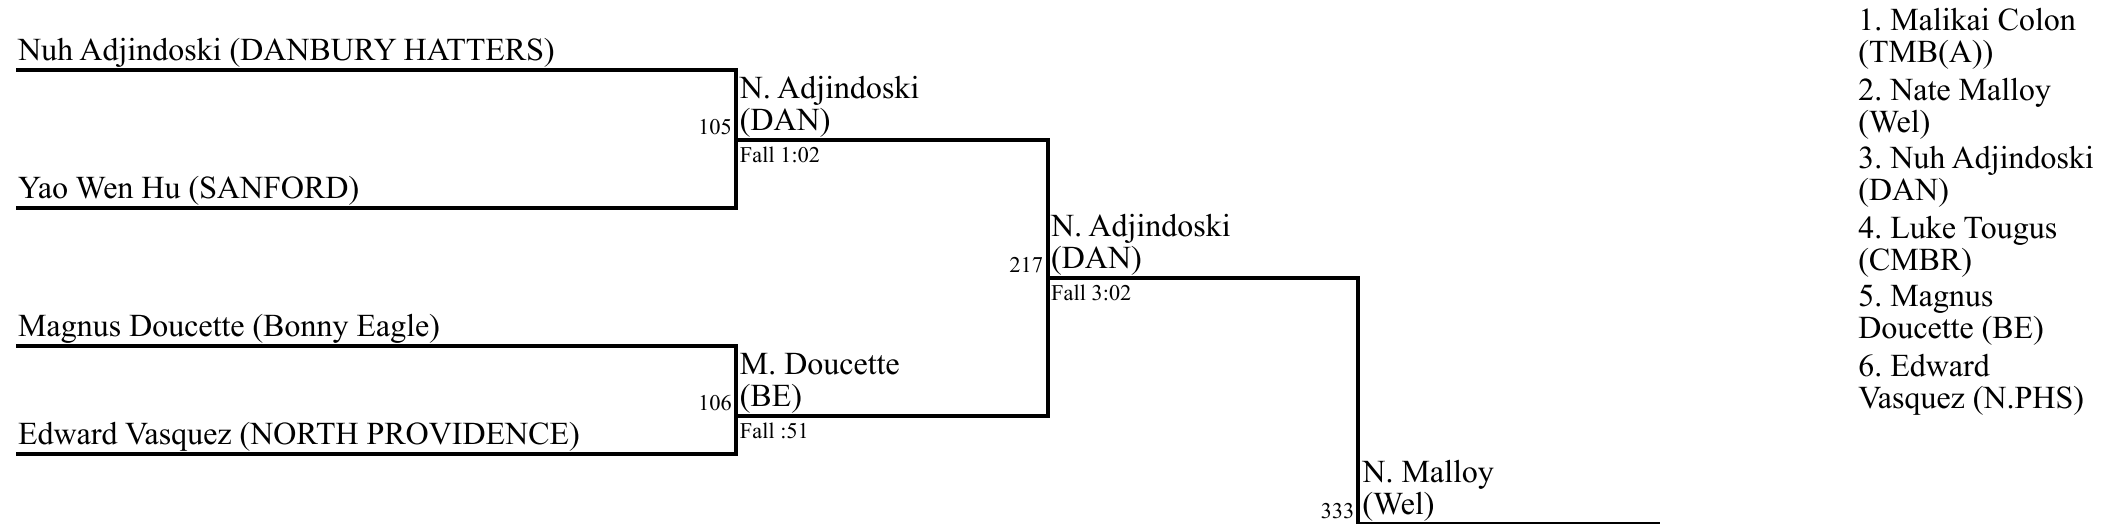 Nuh Adjindoski (DANBURY HATTERS)
N. Adjindoski
(DAN)
105
Fall 1:02
Yao Wen Hu (SANFORD)
N. Adjindoski
(DAN)
217
Fall 3:02
Magnus Doucette (Bonny Eagle)
M. Doucette
(BE)
106
Fall :51
Edward Vasquez (NORTH PROVIDENCE)
N. Malloy
(Wel)
333
1. Malikai Colon
(TMB(A))
2. Nate Malloy
(Wel)
3. Nuh Adjindoski
(DAN)
4. Luke Tougus
(CMBR)
5. Magnus
Doucette (BE)
6. Edward
Vasquez (N.PHS)